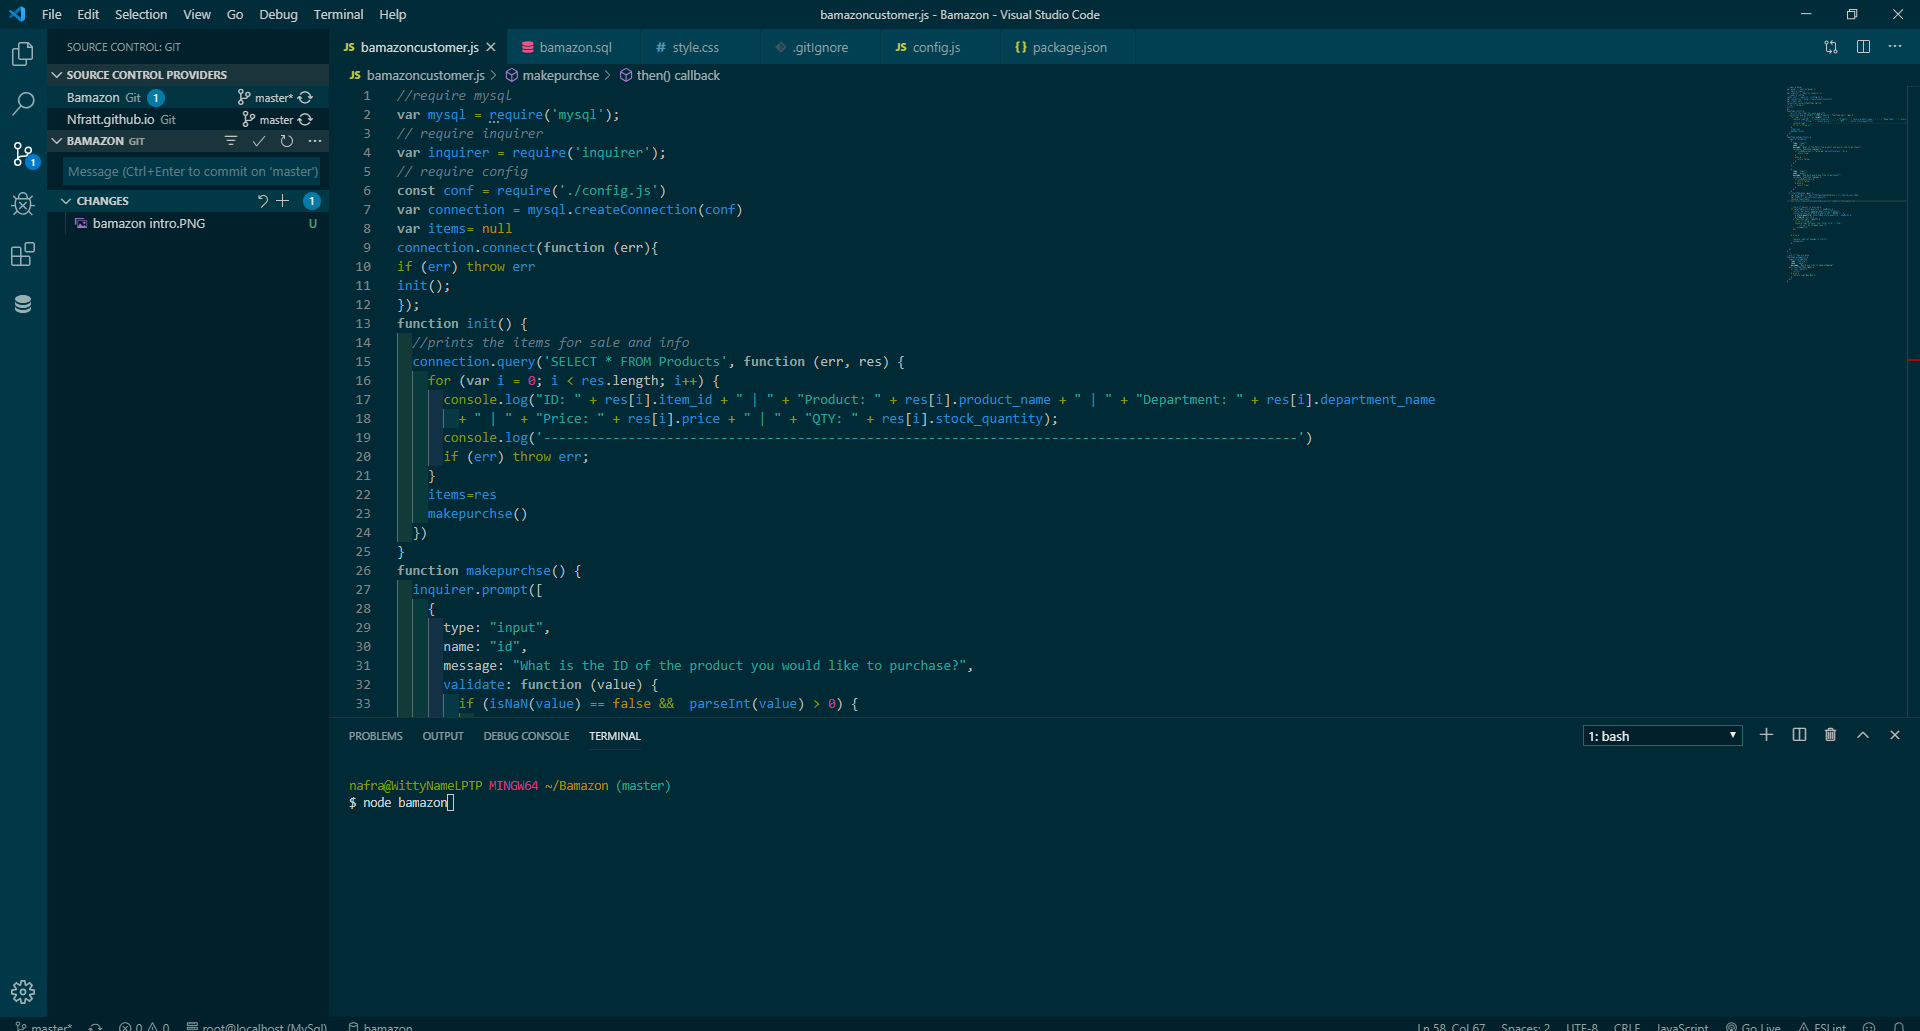 File Edit Selection View Go Debug Terminal Help
bamazoncustomer.js - Bamazon - Visual Studio Code
SOURCE CONTROL: GIT
SOURCE CONTROL PROVIDERS
Bamazon Git 1 master*
Nfratt.github.io Git master
BAMAZON GIT
1
Message (Ctrl+Enter to commit on 'master')
CHANGES 1
bamazon intro.PNG U
JS bamazoncustomer.js
bamazon.sql
# style.css
.gitIgnore
JS config.js
{} package.json
JS bamazoncustomer.js > makepurchse > then() callback
1 //require mysql
2 var mysql = require('mysql');
3 // require inquirer
4 var inquirer = require('inquirer');
5 // require config
6 const conf = require('./config.js')
7 var connection = mysql.createConnection(conf)
8 var items= null
9 connection.connect(function (err){
10 if (err) throw err
11 init();
12 });
13 function init() {
14 //prints the items for sale and info
15 connection.query('SELECT * FROM Products', function (err, res) {
16 for (var i = 0; i < res.length; i++) {
17 console.log("ID: " + res[i].item_id + " | " + "Product: " + res[i].product_name + " | " + "Department: " + res[i].department_name
18 + " | " + "Price: " + res[i].price + " | " + "QTY: " + res[i].stock_quantity);
19 console.log('--------------------------------------------------------------------------------------------------')
20 if (err) throw err;
21 }
22 items=res
23 makepurchse()
24 })
25 }
26 function makepurchse() {
27 inquirer.prompt([
28 {
29 type: "input",
30 name: "id",
31 message: "What is the ID of the product you would like to purchase?",
32 validate: function (value) {
33 if (isNaN(value) == false && parseInt(value) > 0) {
PROBLEMS OUTPUT DEBUG CONSOLE TERMINAL
1: bash
nafra@WittyNameLPTP MINGW64 ~/Bamazon (master)
$ node bamazon
master* 0 0 root@localhost (MySql) bamazon
Ln 58, Col 67 Spaces: 2 UTF-8 CRLF JavaScript Go Live ESLint